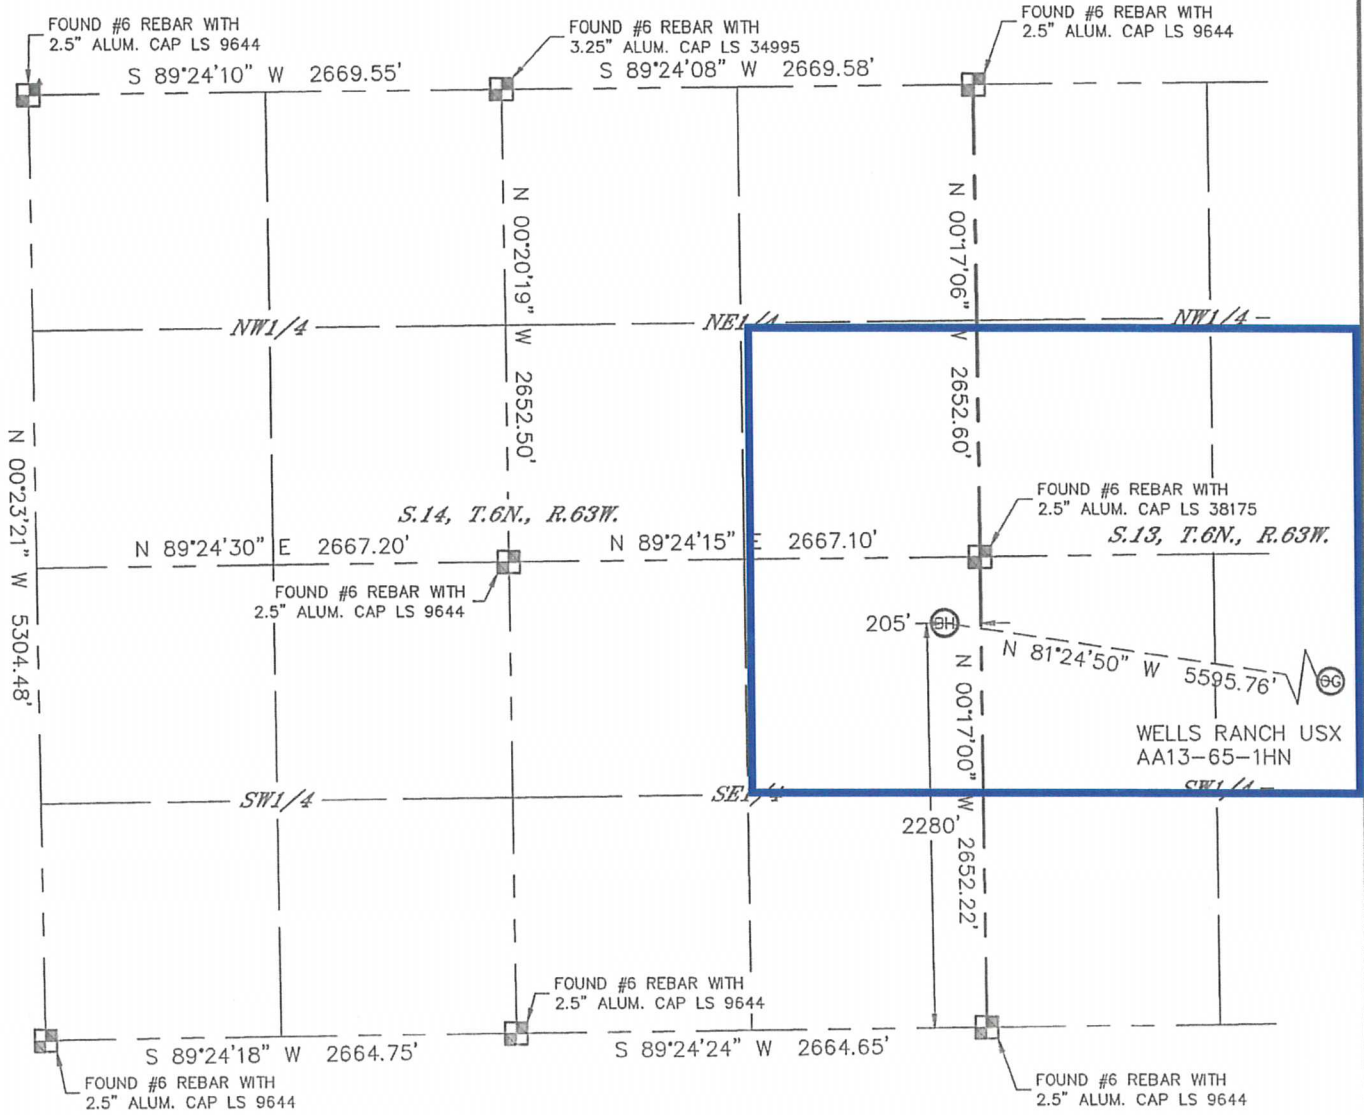 FOUND #6 REBAR WITH
2.5" ALUM. CAP LS 9644
FOUND #6 REBAR WITH
3.25" ALUM. CAP LS 34995
FOUND #6 REBAR WITH
2.5" ALUM. CAP LS 9644
S 89°24'10" W 2669.55'
S 89°24'08" W 2669.58'
N 00°20'19" W 2652.50'
N 00°17'06" W 2652.60'
NW1/4
NE1/4
NW1/4
N 00°23'21" W 5304.48'
FOUND #6 REBAR WITH
2.5" ALUM. CAP LS 38175
S.14, T.6N., R.63W.
S.13, T.6N., R.63W.
N 89°24'30" E 2667.20'
N 89°24'15" E 2667.10'
FOUND #6 REBAR WITH
2.5" ALUM. CAP LS 9644
205'
BH
N 81°24'50" W 5595.76'
N 00°17'00" W 2652.22'
WELLS RANCH USX
AA13-65-1HN
SW1/4
SE1/4
SW1/4
2280'
FOUND #6 REBAR WITH
2.5" ALUM. CAP LS 9644
S 89°24'18" W 2664.75'
S 89°24'24" W 2664.65'
FOUND #6 REBAR WITH
2.5" ALUM. CAP LS 9644
FOUND #6 REBAR WITH
2.5" ALUM. CAP LS 9644